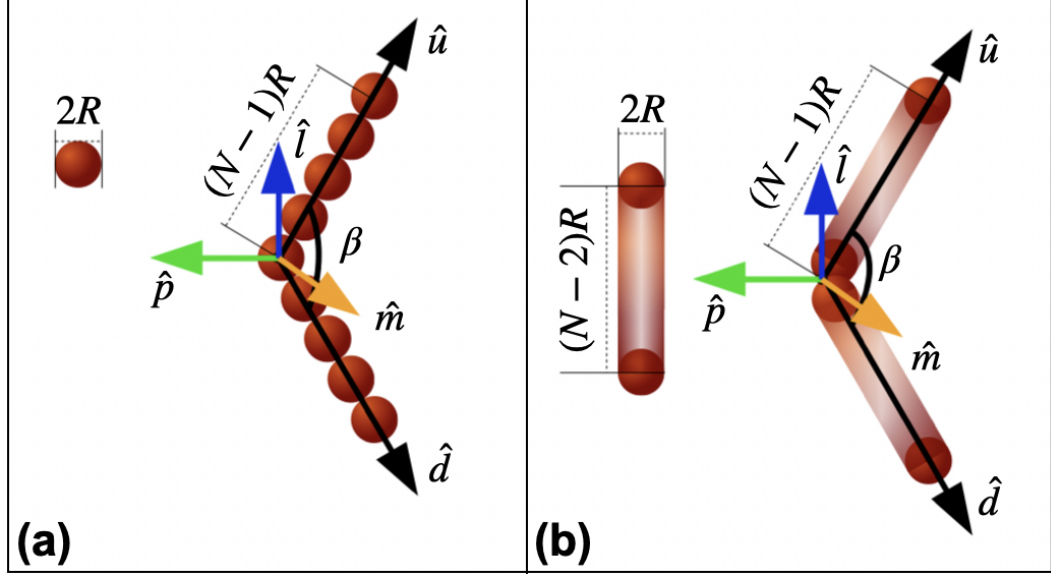 2R
(N − 1)R
û
l̂
β
p̂
m̂
d̂
(a)
2R
(N − 2)R
(N − 1)R
û
l̂
β
p̂
m̂
d̂
(b)